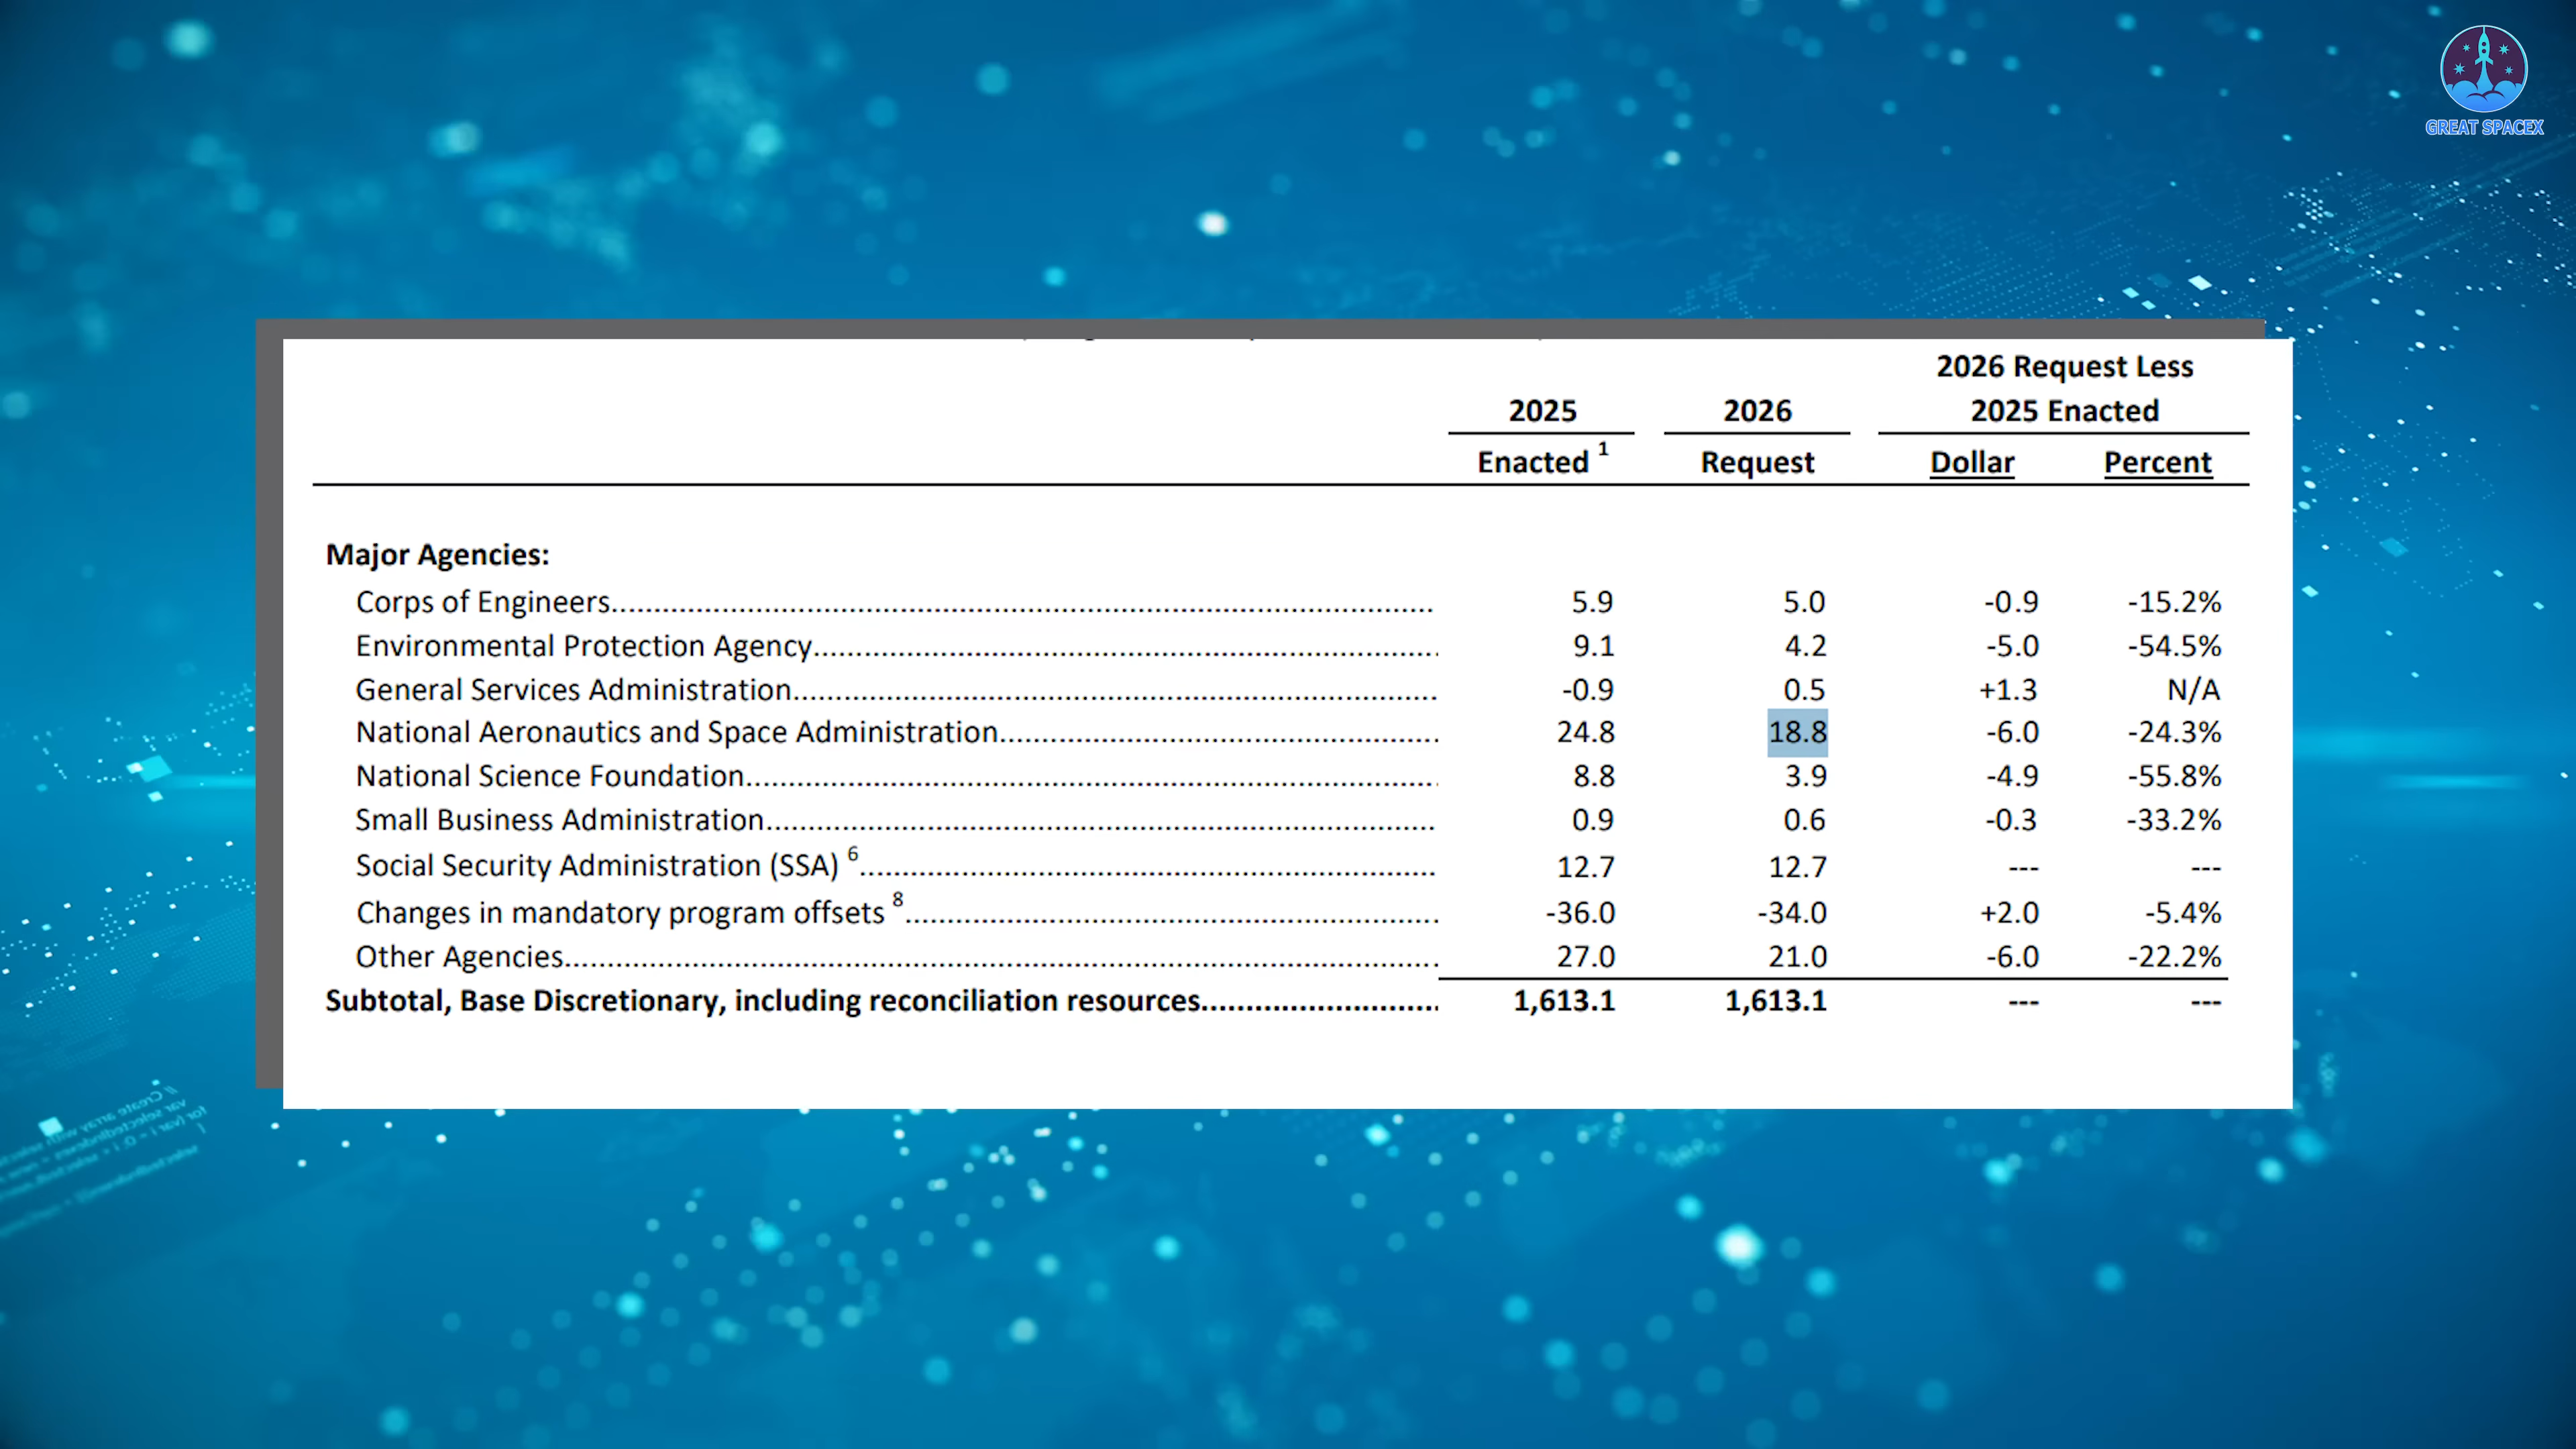 GREAT SPACEX
2026 Request Less
2025 2026 2025 Enacted
Enacted 1 Request Dollar Percent
Major Agencies:
Corps of Engineers 5.9 5.0 -0.9 -15.2%
Environmental Protection Agency 9.1 4.2 -5.0 -54.5%
General Services Administration -0.9 0.5 +1.3 N/A
National Aeronautics and Space Administration 24.8 18.8 -6.0 -24.3%
National Science Foundation 8.8 3.9 -4.9 -55.8%
Small Business Administration 0.9 0.6 -0.3 -33.2%
Social Security Administration (SSA) 6 12.7 12.7 --- ---
Changes in mandatory program offsets 8 -36.0 -34.0 +2.0 -5.4%
Other Agencies 27.0 21.0 -6.0 -22.2%
Subtotal, Base Discretionary, including reconciliation resources 1,613.1 1,613.1 --- ---